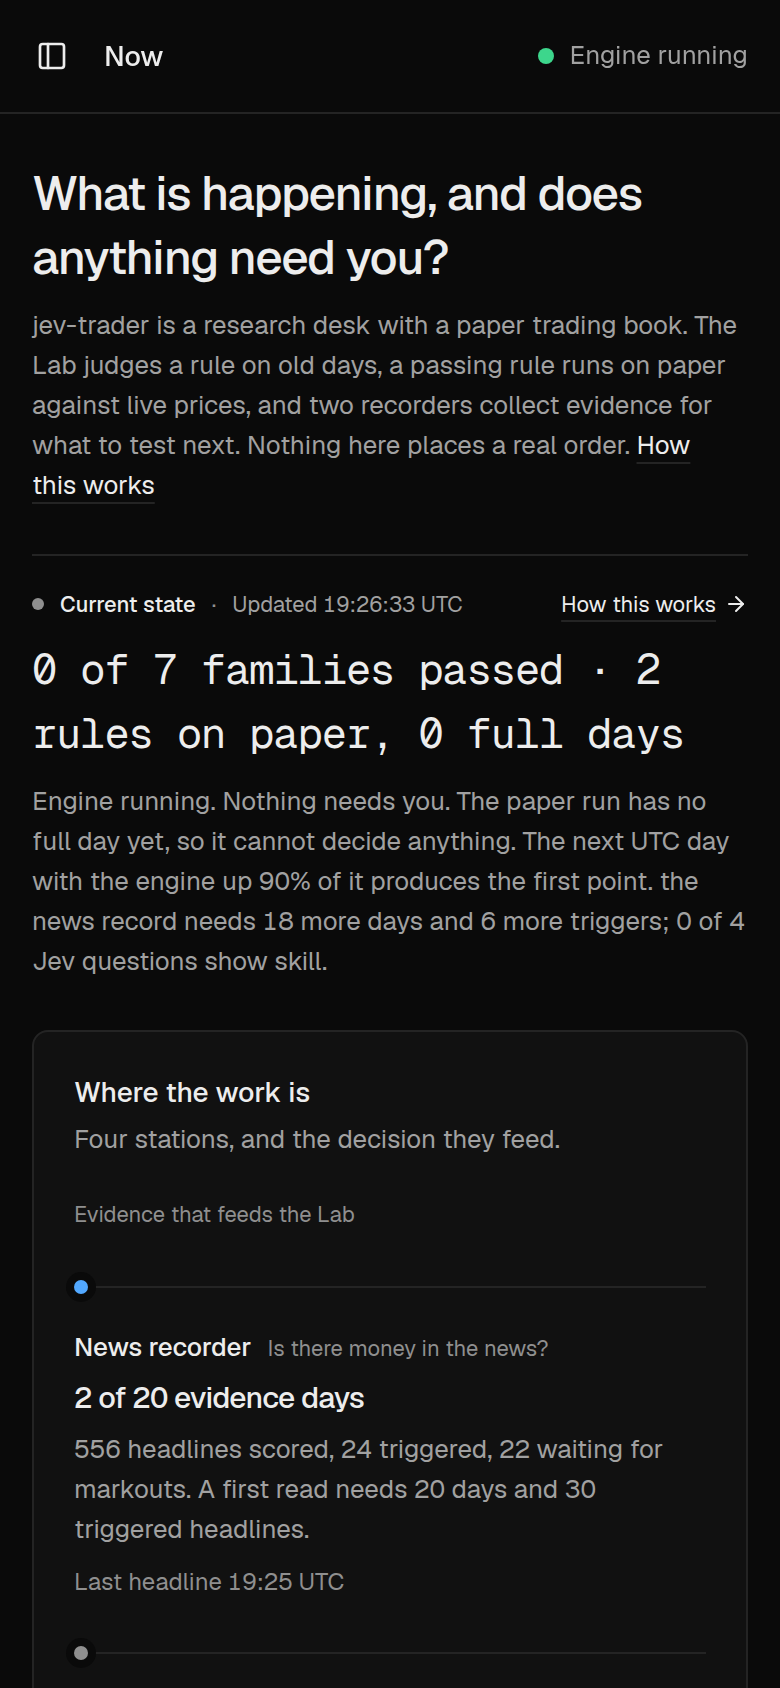 Now
Engine running
What is happening, and does
anything need you?
jev-trader is a research desk with a paper trading book. The
Lab judges a rule on old days, a passing rule runs on paper
against live prices, and two recorders collect evidence for
what to test next. Nothing here places a real order. How
this works
Current state · Updated 19:26:33 UTC
How this works →
0 of 7 families passed · 2
rules on paper, 0 full days
Engine running. Nothing needs you. The paper run has no
full day yet, so it cannot decide anything. The next UTC day
with the engine up 90% of it produces the first point. the
news record needs 18 more days and 6 more triggers; 0 of 4
Jev questions show skill.
Where the work is
Four stations, and the decision they feed.
Evidence that feeds the Lab
News recorder Is there money in the news?
2 of 20 evidence days
556 headlines scored, 24 triggered, 22 waiting for
markouts. A first read needs 20 days and 30
triggered headlines.
Last headline 19:25 UTC